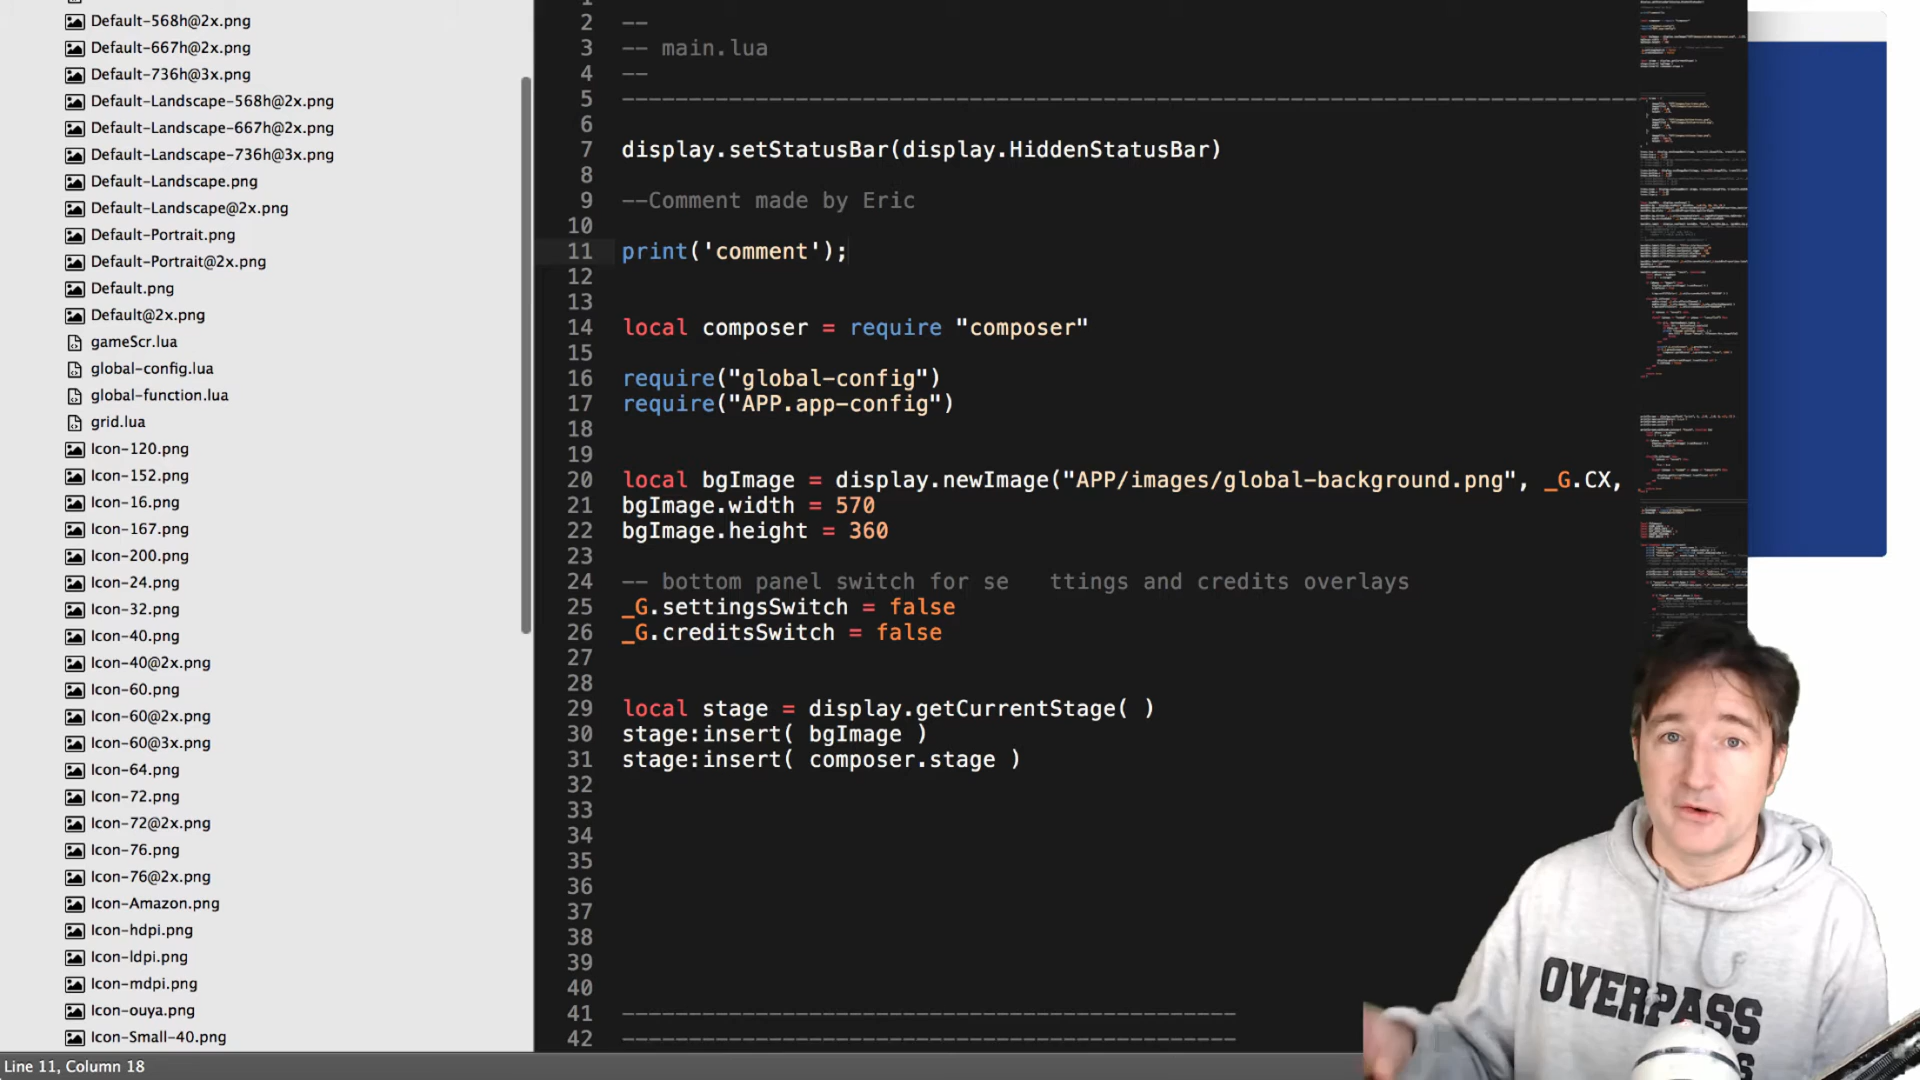 Default-568h@2x.png
Default-667h@2x.png
Default-736h@3x.png
Default-Landscape-568h@2x.png
Default-Landscape-667h@2x.png
Default-Landscape-736h@3x.png
Default-Landscape.png
Default-Landscape@2x.png
Default-Portrait.png
Default-Portrait@2x.png
Default.png
Default@2x.png
gameScr.lua
global-config.lua
global-function.lua
grid.lua
Icon-120.png
Icon-152.png
Icon-16.png
Icon-167.png
Icon-200.png
Icon-24.png
Icon-32.png
Icon-40.png
Icon-40@2x.png
Icon-60.png
Icon-60@2x.png
Icon-60@3x.png
Icon-64.png
Icon-72.png
Icon-72@2x.png
Icon-76.png
Icon-76@2x.png
Icon-Amazon.png
Icon-hdpi.png
Icon-ldpi.png
Icon-mdpi.png
Icon-ouya.png
Icon-Small-40.png
2 --
3 -- main.lua
4 --
5 ----------------------------------------------------------------------------
6
7 display.setStatusBar(display.HiddenStatusBar)
8
9 --Comment made by Eric
10
11 print('comment');
12
13
14 local composer = require "composer"
15
16 require("global-config")
17 require("APP.app-config")
18
19
20 local bgImage = display.newImage("APP/images/global-background.png", _G.CX,
21 bgImage.width = 570
22 bgImage.height = 360
23
24 -- bottom panel switch for se   ttings and credits overlays
25 _G.settingsSwitch = false
26 _G.creditsSwitch = false
27
28
29 local stage = display.getCurrentStage( )
30 stage:insert( bgImage )
31 stage:insert( composer.stage )
32
33
34
35
36
37
38
39
40
41 ----------------------------------------------
42 ----------------------------------------------
OVERPASS
Line 11, Column 18